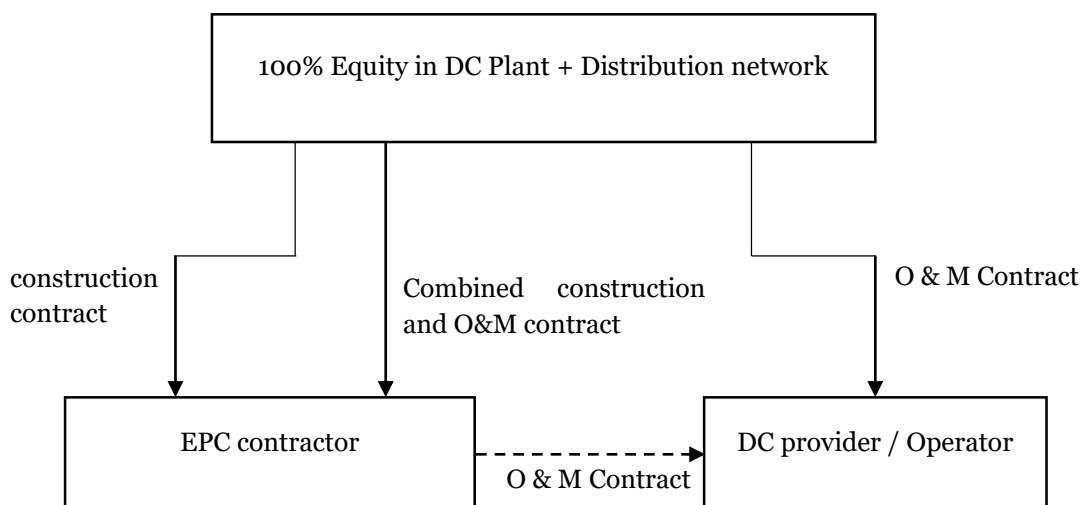 100% Equity in DC Plant + Distribution network
construction
contract
Combined construction
and O&M contract
O & M Contract
EPC contractor
O & M Contract
DC provider / Operator